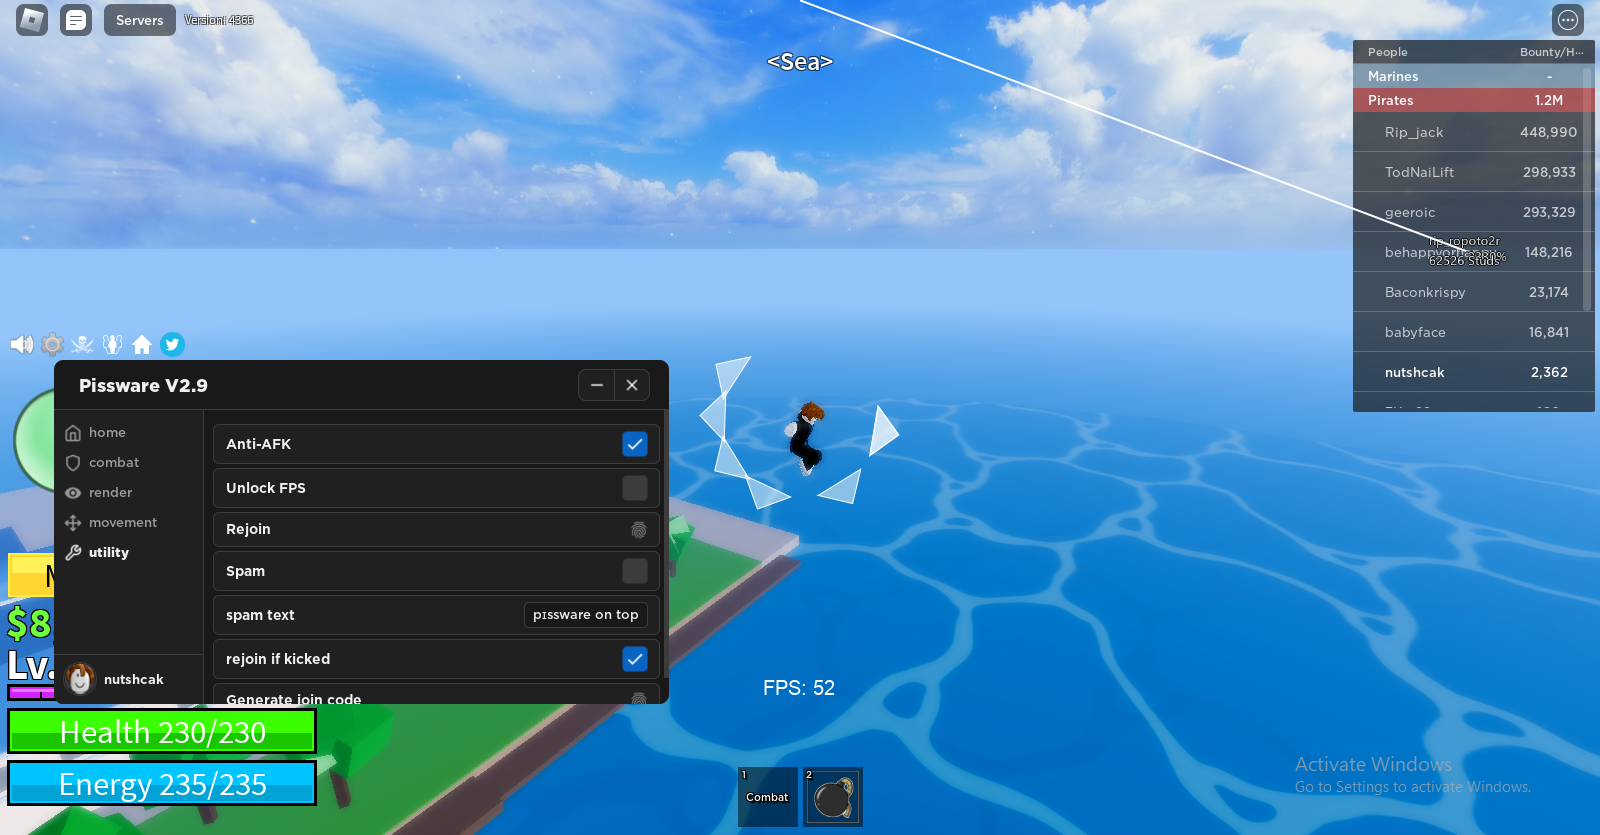 Servers
Version: 4366
<Sea>
People Bounty/H...
Marines -
Pirates 1.2M
Rip_jack 448,990
TodNaiLift 298,933
geeroic 293,329
148,216
62526 Studs
Baconkrispy 23,174
babyface 16,841
nutshcak 2,362
Pissware V2.9
home
combat
render
movement
utility
nutshcak
Anti-AFK
Unlock FPS
Rejoin
Spam
spam text pɪssware on top
rejoin if kicked
Generate join code
$8
Lv.
Health 230/230
Energy 235/235
FPS: 52
1
Combat
2
Activate Windows
Go to Settings to activate Windows.